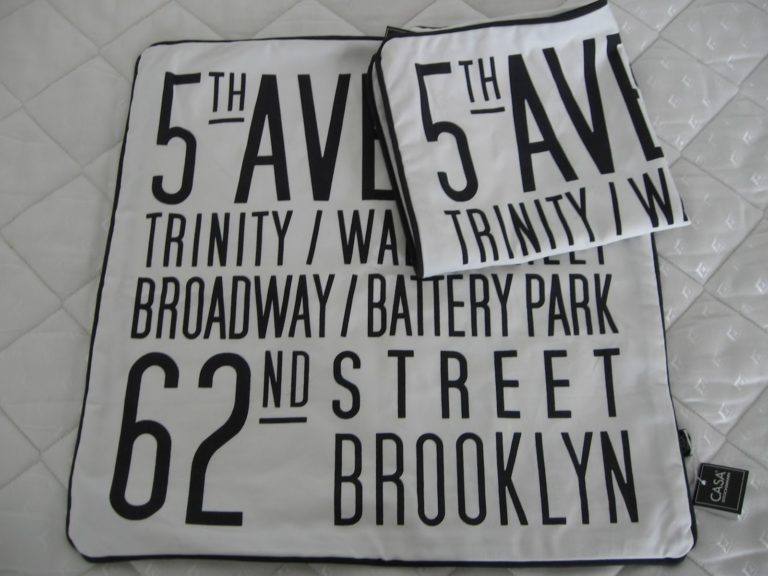 5TH AVE
TRINITY / WA
BROADWAY / BATTERY PARK
62ND STREET
BROOKLYN
5TH AVE
TRINITY / W
CASA